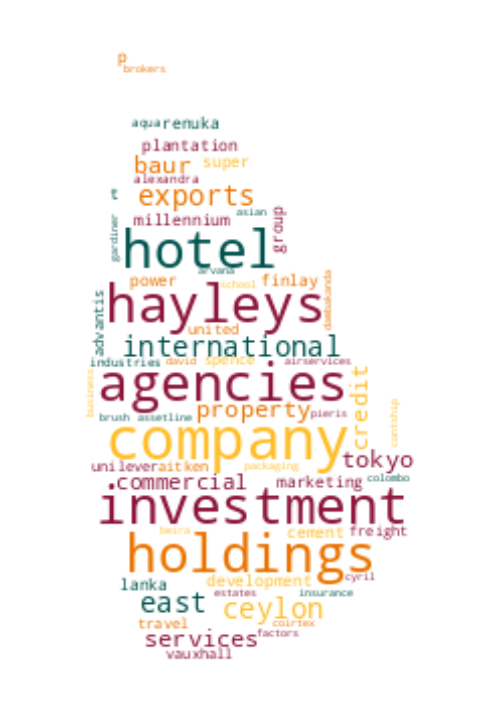 p
brokers
aqua renuka
plantation
baur super
alexandra
t exports
asian
millennium
gardiner
group
hotel
arvana
power school finlay
hayleys
dambakanda
advantis
united
international
industries david spence airservices
agencies
business
credit
property pieris
brush assetline
contship
company
tokyo
unilever aitken packaging
colombo
commercial marketing
investment
beira cement freight
holdings
cyril
lanka development
estates insurance
east ceylon
travel coirtex
services factors
vauxhall